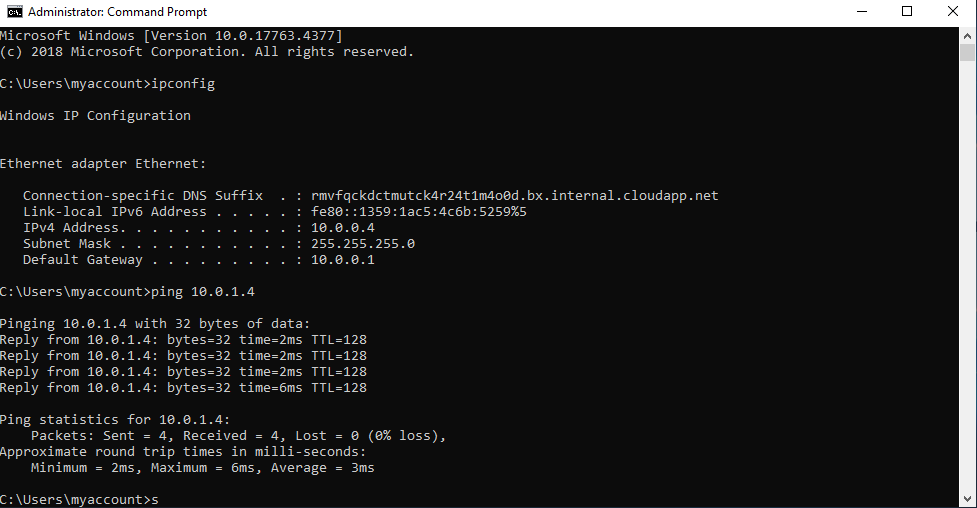 Administrator: Command Prompt
Microsoft Windows [Version 10.0.17763.4377]
(c) 2018 Microsoft Corporation. All rights reserved.
C:\Users\myaccount>ipconfig
Windows IP Configuration
Ethernet adapter Ethernet:
   Connection-specific DNS Suffix  . : rmvfqckdctmutck4r24t1m4o0d.bx.internal.cloudapp.net
   Link-local IPv6 Address . . . . . : fe80::1359:1ac5:4c6b:5259%5
   IPv4 Address. . . . . . . . . . . : 10.0.0.4
   Subnet Mask . . . . . . . . . . . : 255.255.255.0
   Default Gateway . . . . . . . . . : 10.0.0.1
C:\Users\myaccount>ping 10.0.1.4
Pinging 10.0.1.4 with 32 bytes of data:
Reply from 10.0.1.4: bytes=32 time=2ms TTL=128
Reply from 10.0.1.4: bytes=32 time=2ms TTL=128
Reply from 10.0.1.4: bytes=32 time=2ms TTL=128
Reply from 10.0.1.4: bytes=32 time=6ms TTL=128
Ping statistics for 10.0.1.4:
    Packets: Sent = 4, Received = 4, Lost = 0 (0% loss),
Approximate round trip times in milli-seconds:
    Minimum = 2ms, Maximum = 6ms, Average = 3ms
C:\Users\myaccount>s